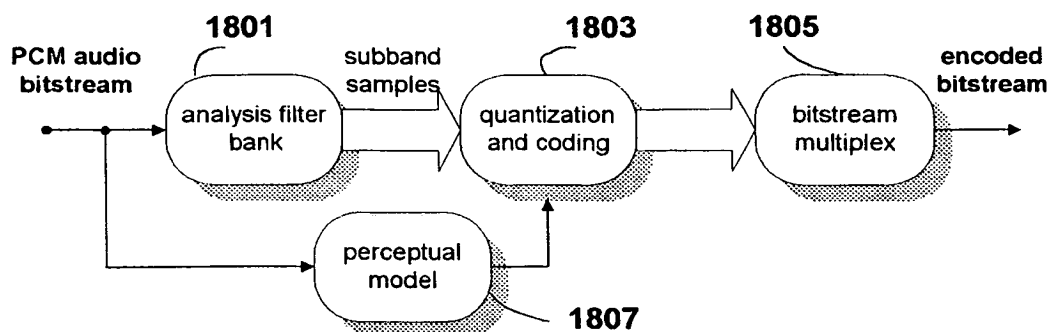 1801
1803
1805
PCM audio
bitstream
subband
samples
encoded
bitstream
analysis filter
bank
quantization
and coding
bitstream
multiplex
perceptual
model
1807